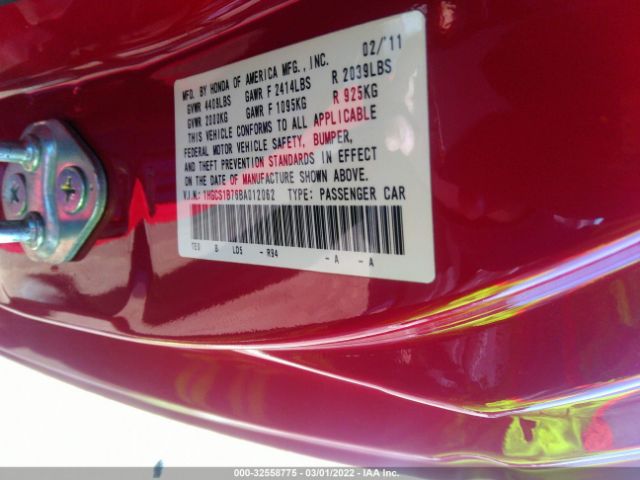 02/'11
MFD. BY HONDA OF AMERICA MFG., INC.
GVWR 4409LBS GAWR F 2414LBS R 2039LBS
GVWR 2000KG GAWR F 1095KG R 925KG
THIS VEHICLE CONFORMS TO ALL APPLICABLE
FEDERAL MOTOR VEHICLE SAFETY, BUMPER,
AND THEFT PREVENTION STANDARDS IN EFFECT
ON THE DATE OF MANUFACTURE SHOWN ABOVE.
V.I.N.: 1HGCS1B76BA012062 TYPE: PASSENGER CAR
TE0 B LD5 - R94 - A - A
000-32558775 - 03/01/2022 - IAA Inc.